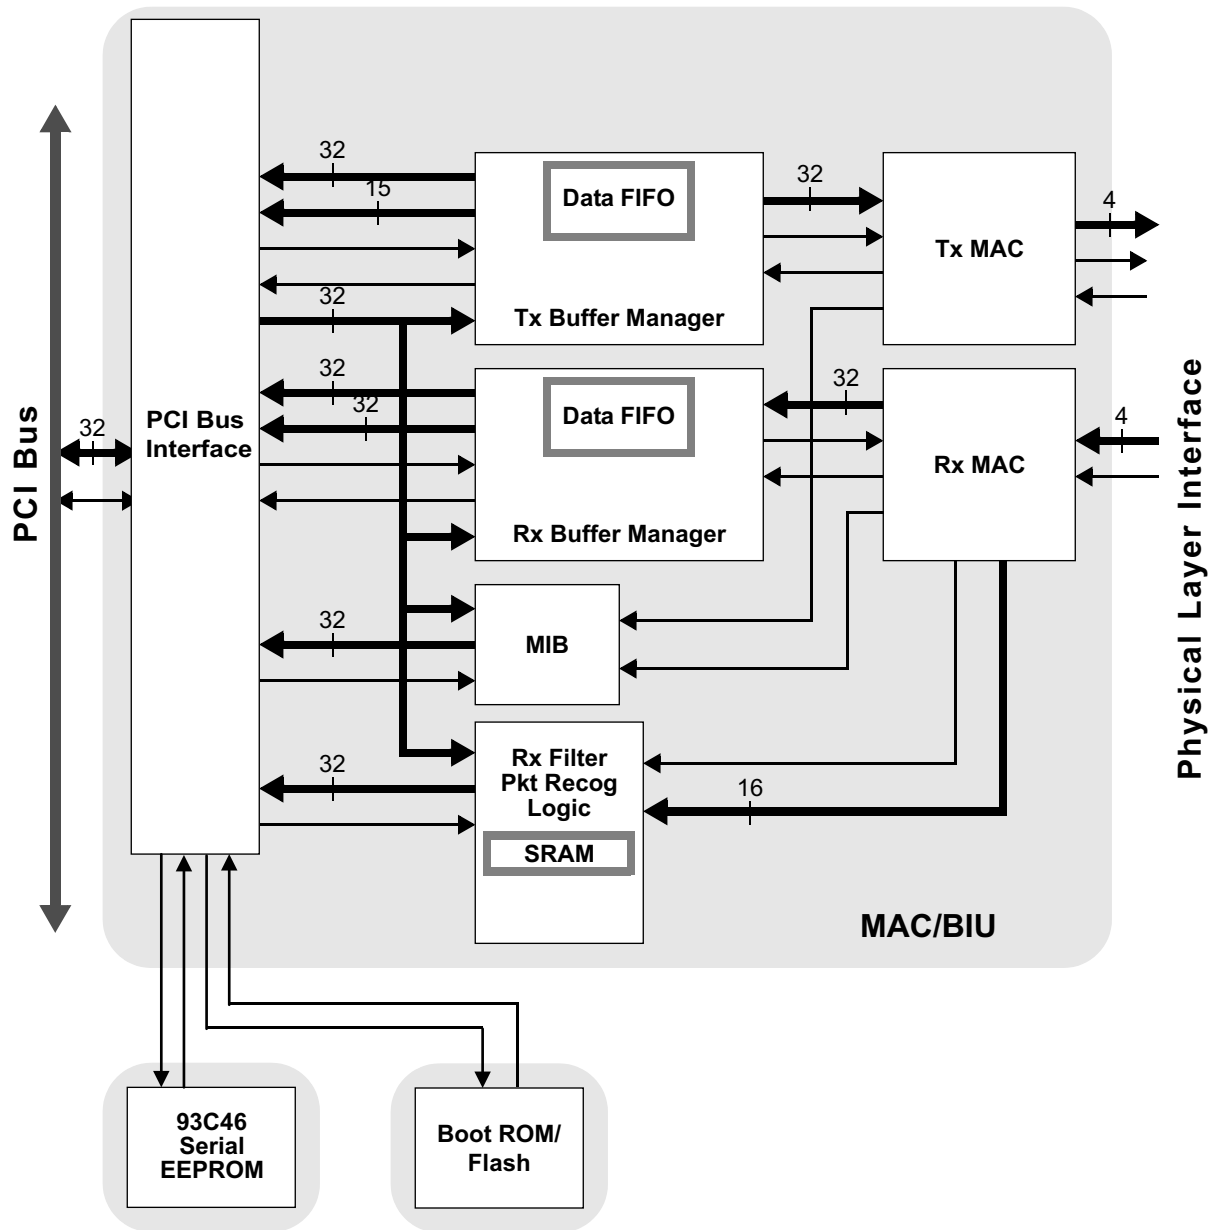 32
15
32
32
32
32
32
Data FIFO
Tx Buffer Manager
32
Tx MAC
4
Data FIFO
Rx Buffer Manager
32
Rx MAC
4
PCI Bus
32
PCI Bus
Interface
MIB
Rx Filter
Pkt Recog
Logic
SRAM
16
MAC/BIU
Physical Layer Interface
93C46
Serial
EEPROM
Boot ROM/
Flash